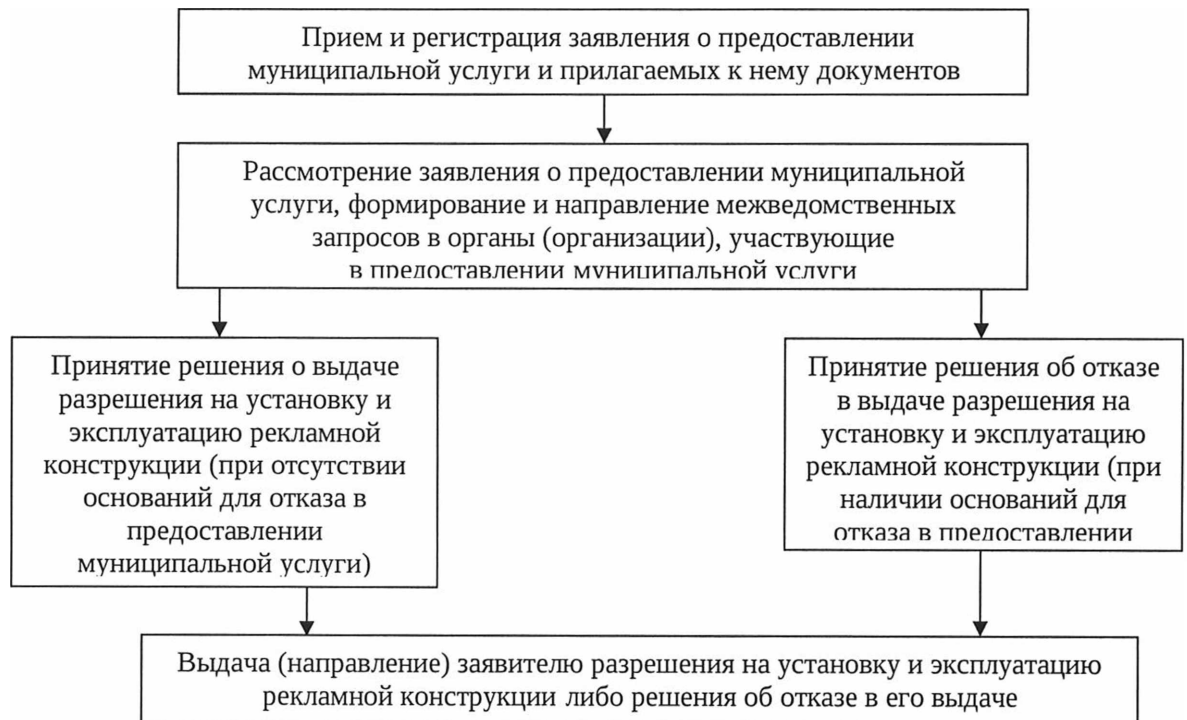 Прием и регистрация заявления о предоставлении
муниципальной услуги и прилагаемых к нему документов
Рассмотрение заявления о предоставлении муниципальной
услуги, формирование и направление межведомственных
запросов в органы (организации), участвующие
в предоставлении муниципальной услуги
Принятие решения о выдаче
разрешения на установку и
эксплуатацию рекламной
конструкции (при отсутствии
оснований для отказа в
предоставлении
муниципальной услуги)
Принятие решения об отказе
в выдаче разрешения на
установку и эксплуатацию
рекламной конструкции (при
наличии оснований для
отказа в предоставлении
Выдача (направление) заявителю разрешения на установку и эксплуатацию
рекламной конструкции либо решения об отказе в его выдаче